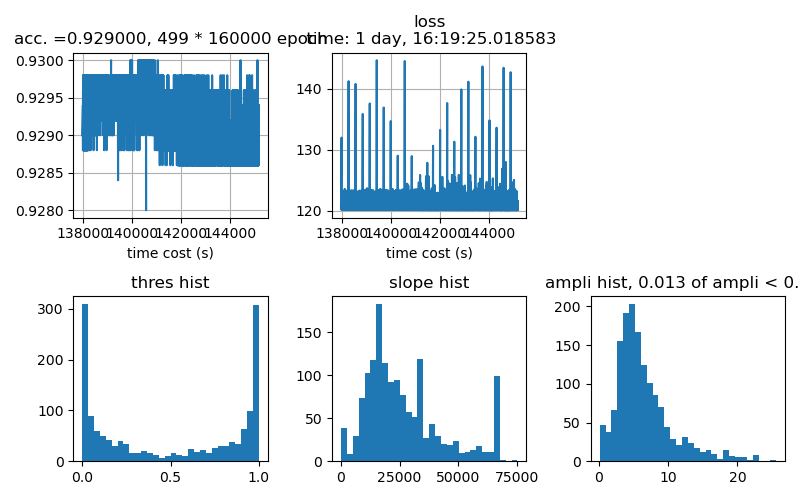 loss
acc. =0.929000, 499 * 160000 epoch
time: 1 day, 16:19:25.018583
0.9300
0.9295
0.9290
0.9285
0.9280
140
130
120
138000 140000 142000 144000
138000 140000 142000 144000
time cost (s)
time cost (s)
thres hist
slope hist
ampli hist, 0.013 of ampli < 0.
300
200
100
0
150
100
50
0
200
150
100
50
0
0.0 0.5 1.0
0 25000 50000 75000
0 10 20